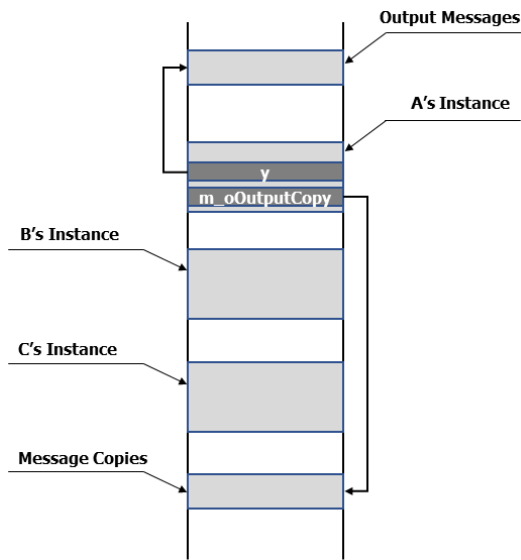 Output Messages
A's Instance
y
m_oOutputCopy
B's Instance
C's Instance
Message Copies